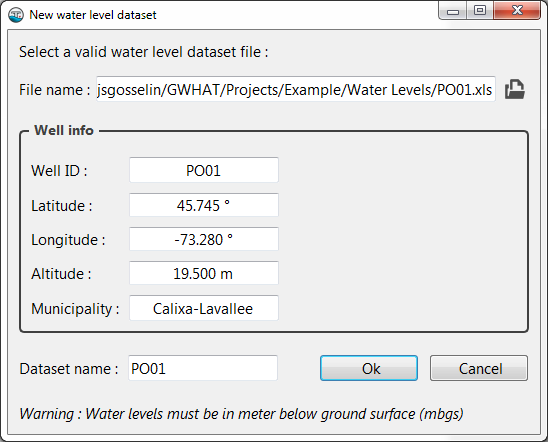 New water level dataset
Select a valid water level dataset file :
File name : jsgosselin/GWHAT/Projects/Example/Water Levels/PO01.xls
Well info
Well ID : PO01
Latitude : 45.745 °
Longitude : -73.280 °
Altitude : 19.500 m
Municipality : Calixa-Lavallee
Dataset name : PO01 Ok Cancel
Warning : Water levels must be in meter below ground surface (mbgs)